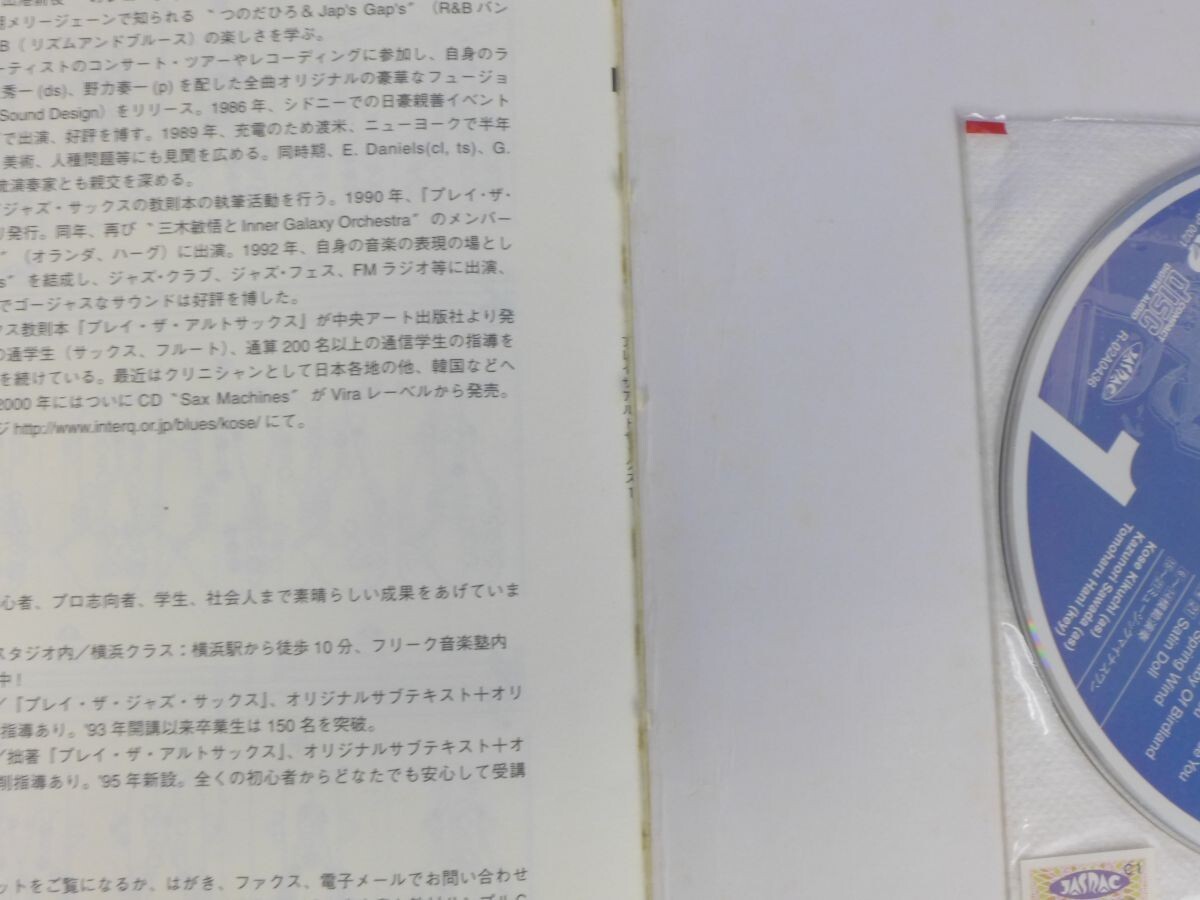 メリージェーンで知られる〝つのだひろ & Jap's Gap's〟（R&Bバン
B（リズムアンドブルース）の楽しさを学ぶ。
ーティストのコンサート・ツアーやレコーディングに参加し、自身のラ
秀一(ds)、野力奏一(p)を配した全曲オリジナルの豪華なフュージョ
Sound Design）をリリース。1986年、シドニーでの日豪親善イベント
で出演、好評を博す。1989年、充電のため渡米、ニューヨークで半年
美術、人種問題等にも見聞を広める。同時期、E. Daniels(cl, ts)、G.
流演奏家とも親交を深める。
ジャズ・サックスの教則本の執筆活動を行う。1990年、『プレイ・ザ・
り発行。同年、再び〝三木敏悟とInner Galaxy Orchestra〟のメンバー
〟（オランダ、ハーグ）に出演。1992年、自身の音楽の表現の場とし
s〟を結成し、ジャズ・クラブ、ジャズ・フェス、FMラジオ等に出演、
でゴージャスなサウンドは好評を博した。
クス教則本『プレイ・ザ・アルトサックス』が中央アート出版社より発
の通学生（サックス、フルート）、通算200名以上の通信学生の指導を
を続けている。最近はクリニシャンとして日本各地の他、韓国などへ
2000年にはついにCD〝Sax Machines〟がViraレーベルから発売。
ジhttp://www.interq.or.jp/blues/kose/にて。
心者、プロ志向者、学生、社会人まで素晴らしい成果をあげていま
スタジオ内／横浜クラス：横浜駅から徒歩10分、フリーク音楽塾内
中！
／『プレイ・ザ・ジャズ・サックス』、オリジナルサブテキスト＋オリ
指導あり。'93年開講以来卒業生は150名を突破。
／拙著『プレイ・ザ・アルトサックス』、オリジナルサブテキスト＋オ
削指導あり。'95年新設。全くの初心者からどなたでも安心して受講
ットをご覧になるか、はがき、ファクス、電子メールでお問い合わせ
COMPACT
DISC
DIGITAL AUDIO
JASRAC
R-02A0436
1
Kose Kikuchi (as)
Kazunori Sawada (as)
Tomoharu Hani (key)
Satin Doll
Spring Wind
Of Birdland
You
JASRAC